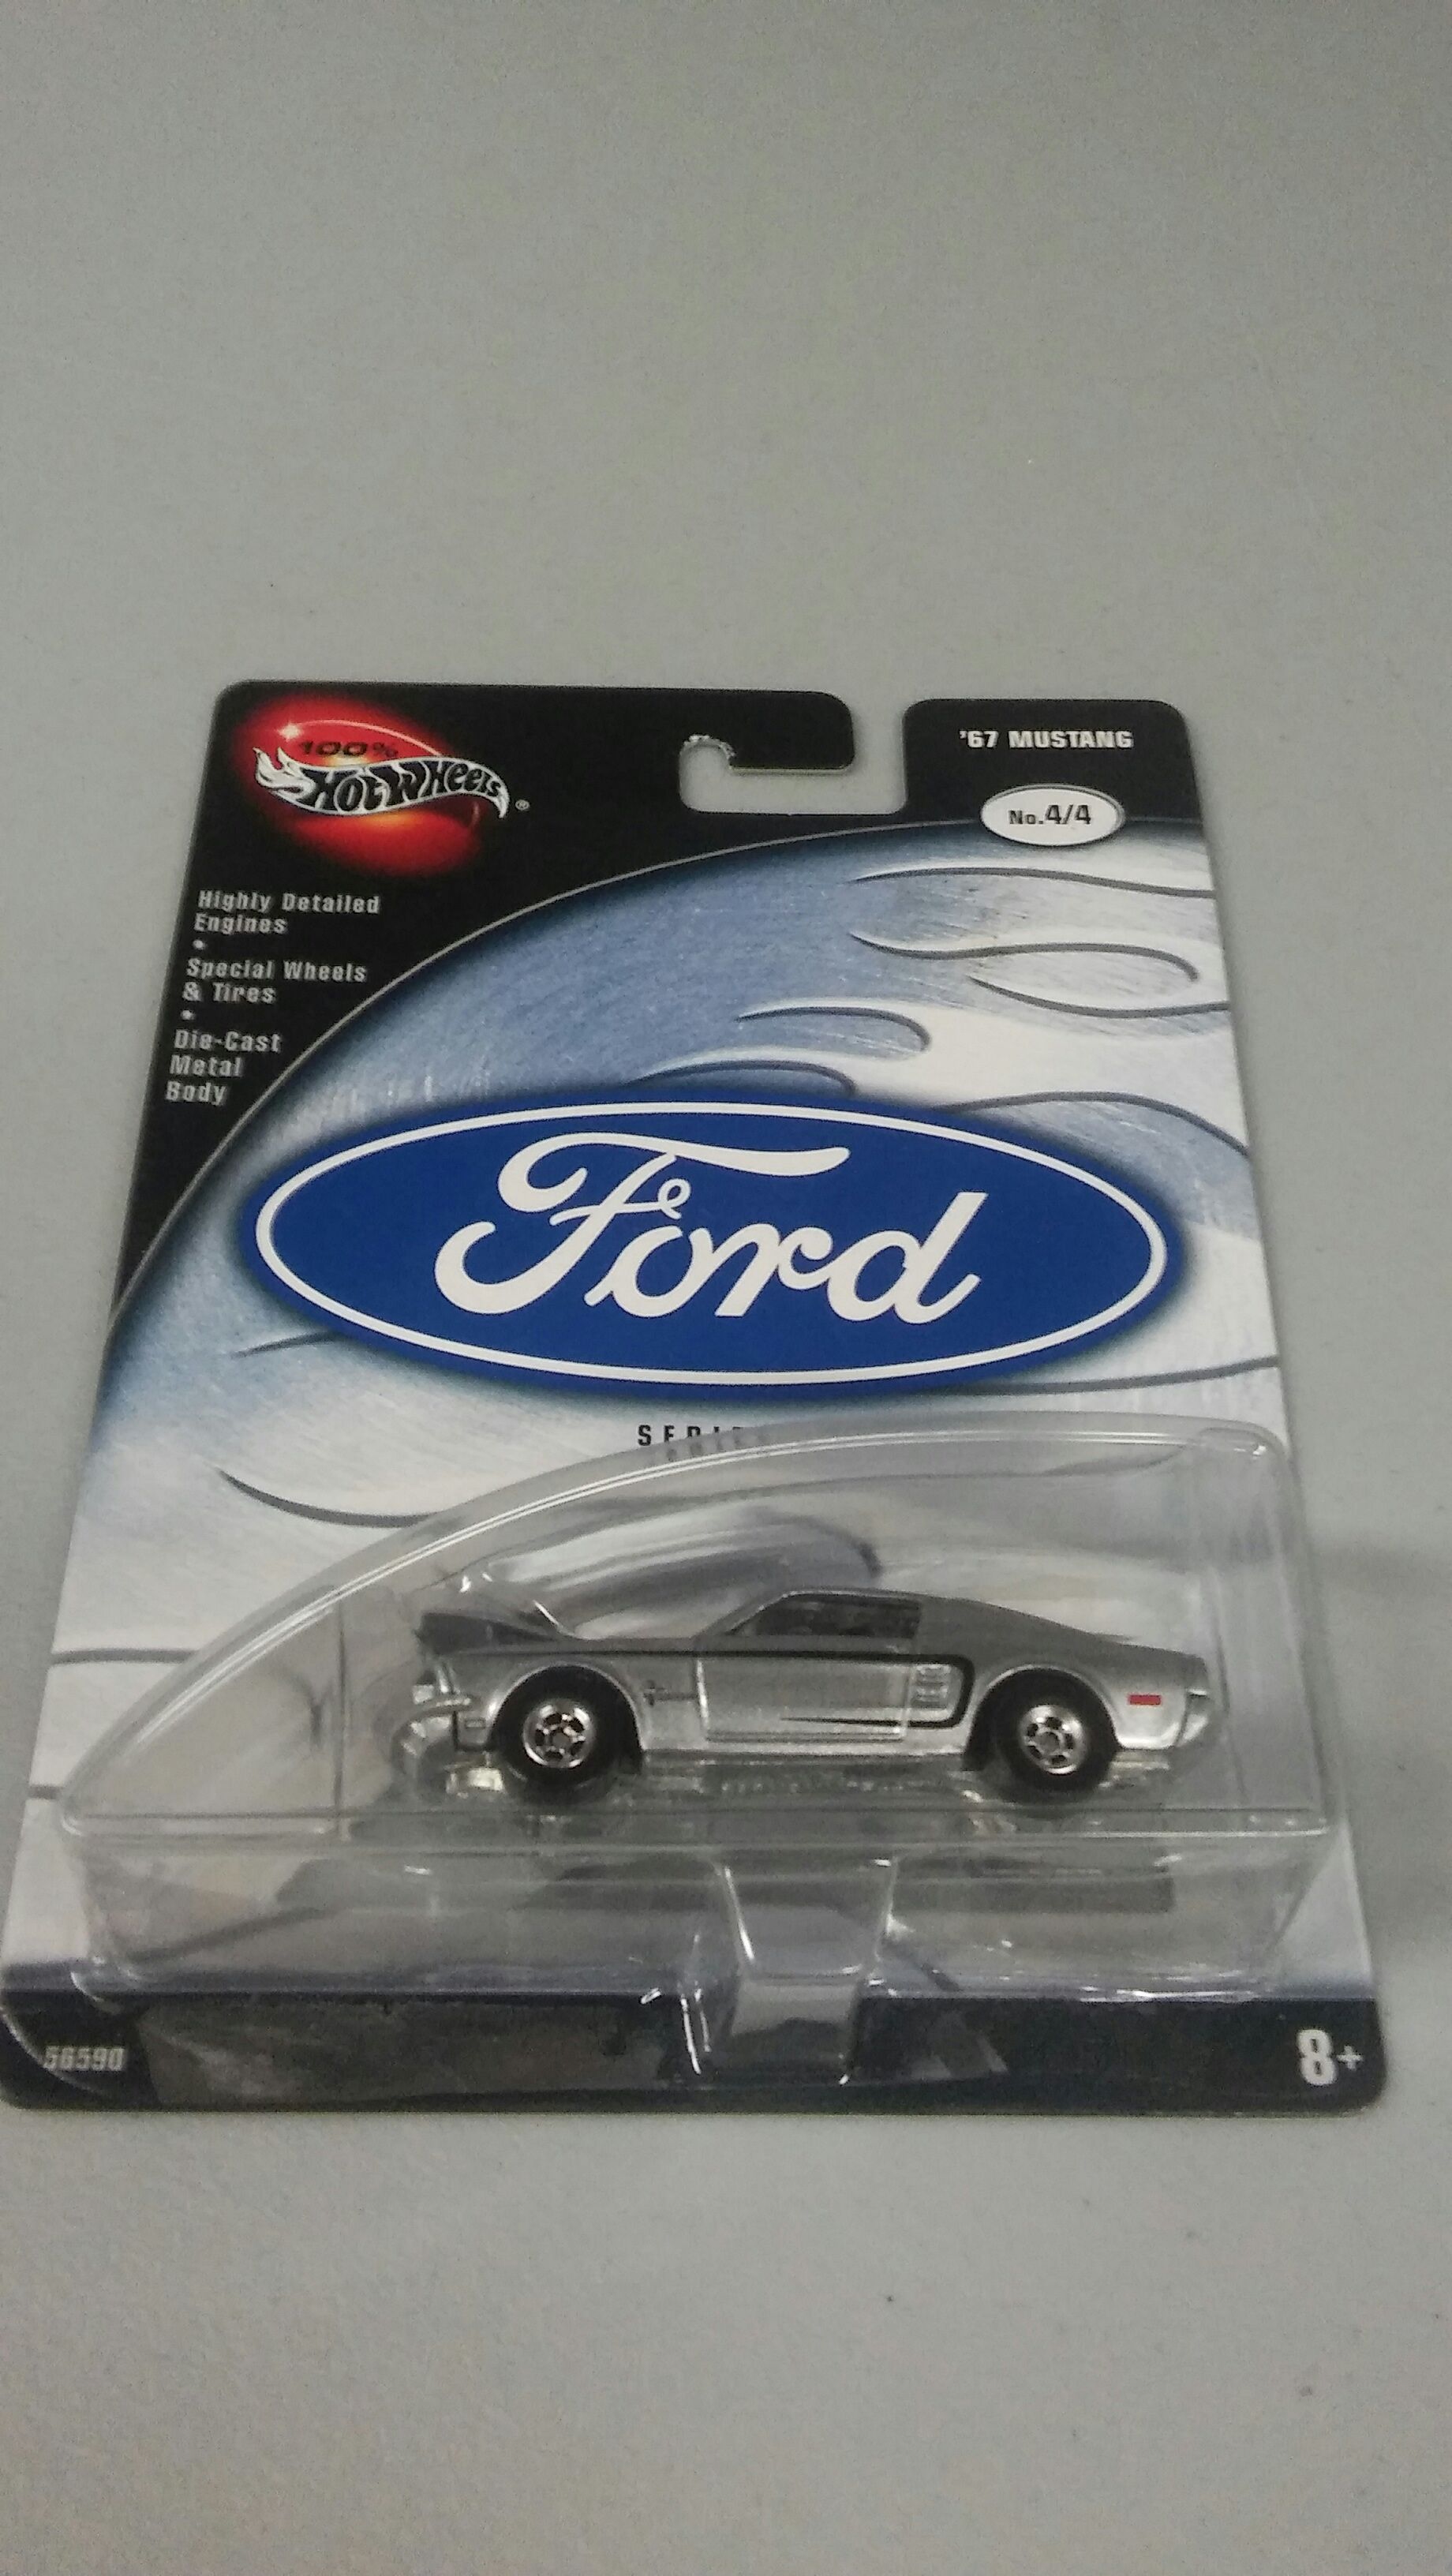 100%
HOT WHEELS®
'67 MUSTANG
No.4/4
Highly Detailed
Engines
•
Special Wheels
& Tires
•
Die-Cast
Metal
Body
Ford
SERIES
56590
8+